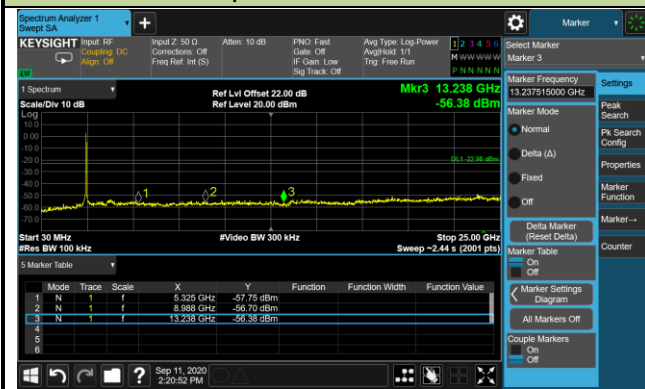 Spectrum Analyzer 1
Swept SA
+
Marker
KEYSIGHT
Input: RF
Coupling: DC
Align: Off
Input Z: 50 Ω
Corrections: Off
Freq Ref: Int (S)
Atten: 10 dB
PNO: Fast
Gate: Off
IF Gain: Low
Sig Track: Off
Avg Type: Log-Power
Avg|Hold: 1/1
Trig: Free Run
1 2 3 4 5 6
M W W W W W
P N N N N N
LV
Select Marker
Marker 3
1 Spectrum
Scale/Div 10 dB
Log
Ref Lvl Offset 22.00 dB
Ref Level 20.00 dBm
Mkr3 13.238 GHz
-56.38 dBm
10.0
0.00
-10.0
-20.0
-30.0
-40.0
-50.0
-60.0
-70.0
DL1 -22.98 dBm
1
2
3
Start 30 MHz
#Res BW 100 kHz
#Video BW 300 kHz
Stop 25.00 GHz
Sweep ~2.44 s (2001 pts)
5 Marker Table
Mode Trace Scale X Y Function Function Width Function Value
1 N 1 f 5.325 GHz -57.75 dBm
2 N 1 f 8.988 GHz -56.70 dBm
3 N 1 f 13.238 GHz -56.38 dBm
4
5
6
Marker Frequency
13.237515000 GHz
Marker Mode
Normal
Delta (Δ)
Fixed
Off
Delta Marker
(Reset Delta)
Marker Table
On
Off
Marker Settings
Diagram
All Markers Off
Couple Markers
On
Off
Settings
Peak
Search
Pk Search
Config
Properties
Marker
Function
Marker→
Counter
?
Sep 11, 2020
2:20:52 PM